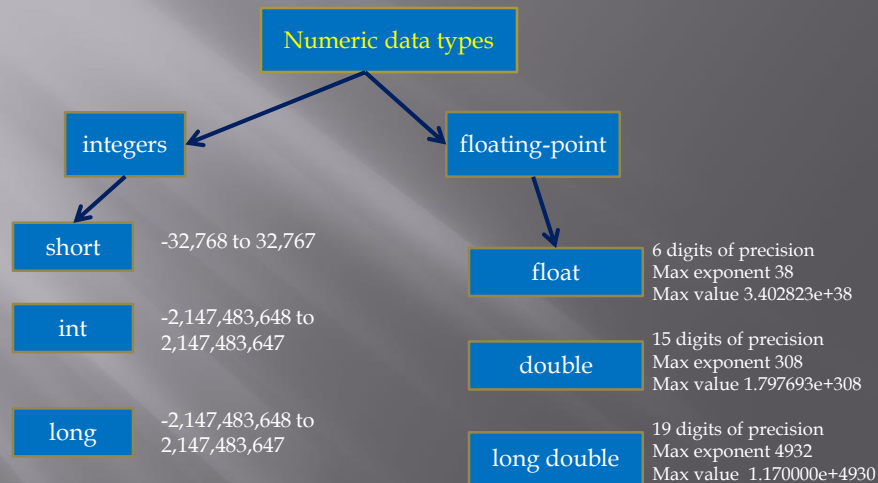 Numeric data types
integers
floating-point
short
-32,768 to 32,767
int
-2,147,483,648 to
2,147,483,647
long
-2,147,483,648 to
2,147,483,647
float
6 digits of precision
Max exponent 38
Max value 3.402823e+38
double
15 digits of precision
Max exponent 308
Max value 1.797693e+308
long double
19 digits of precision
Max exponent 4932
Max value 1.170000e+4930